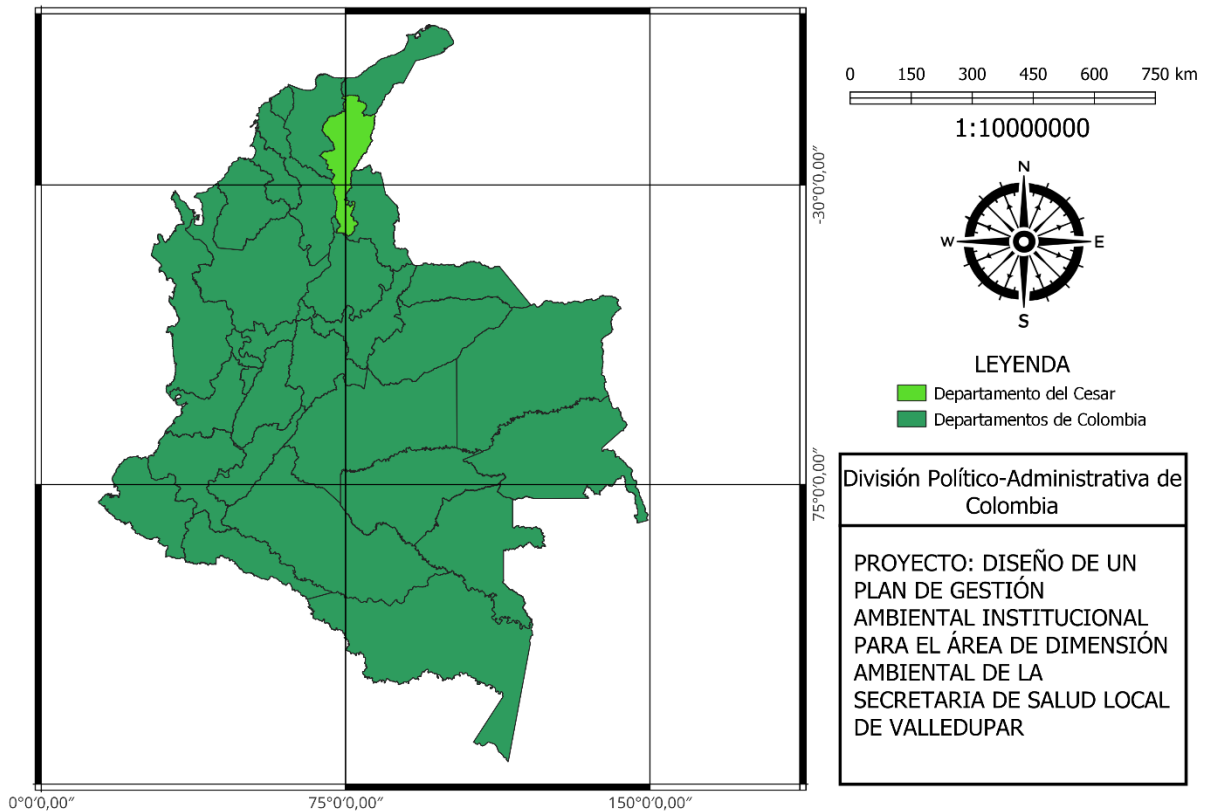 0 150 300 450 600 750 km
1:10000000
N
W E
S
LEYENDA
Departamento del Cesar
Departamentos de Colombia
División Político-Administrativa de
Colombia
PROYECTO: DISEÑO DE UN
PLAN DE GESTIÓN
AMBIENTAL INSTITUCIONAL
PARA EL ÁREA DE DIMENSIÓN
AMBIENTAL DE LA
SECRETARIA DE SALUD LOCAL
DE VALLEDUPAR
-30°0′0,00″
75°0′0,00″
0°0′0,00″ 75°0′0,00″ 150°0′0,00″